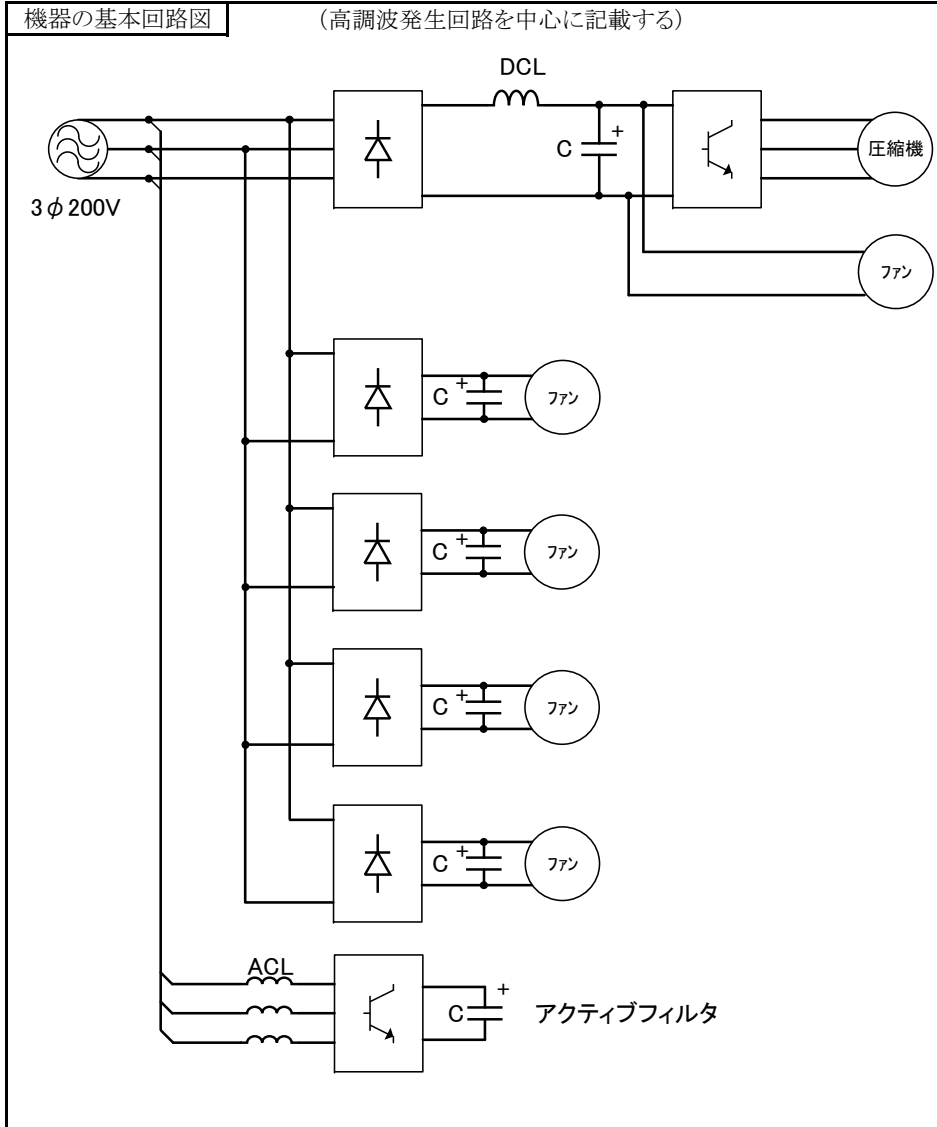 機器の基本回路図
(高調波発生回路を中心に記載する)
DCL
C
+
圧縮機
3φ200V
ファン
C
+
ファン
C
+
ファン
C
+
ファン
C
+
ファン
ACL
C
+
アクティブフィルタ